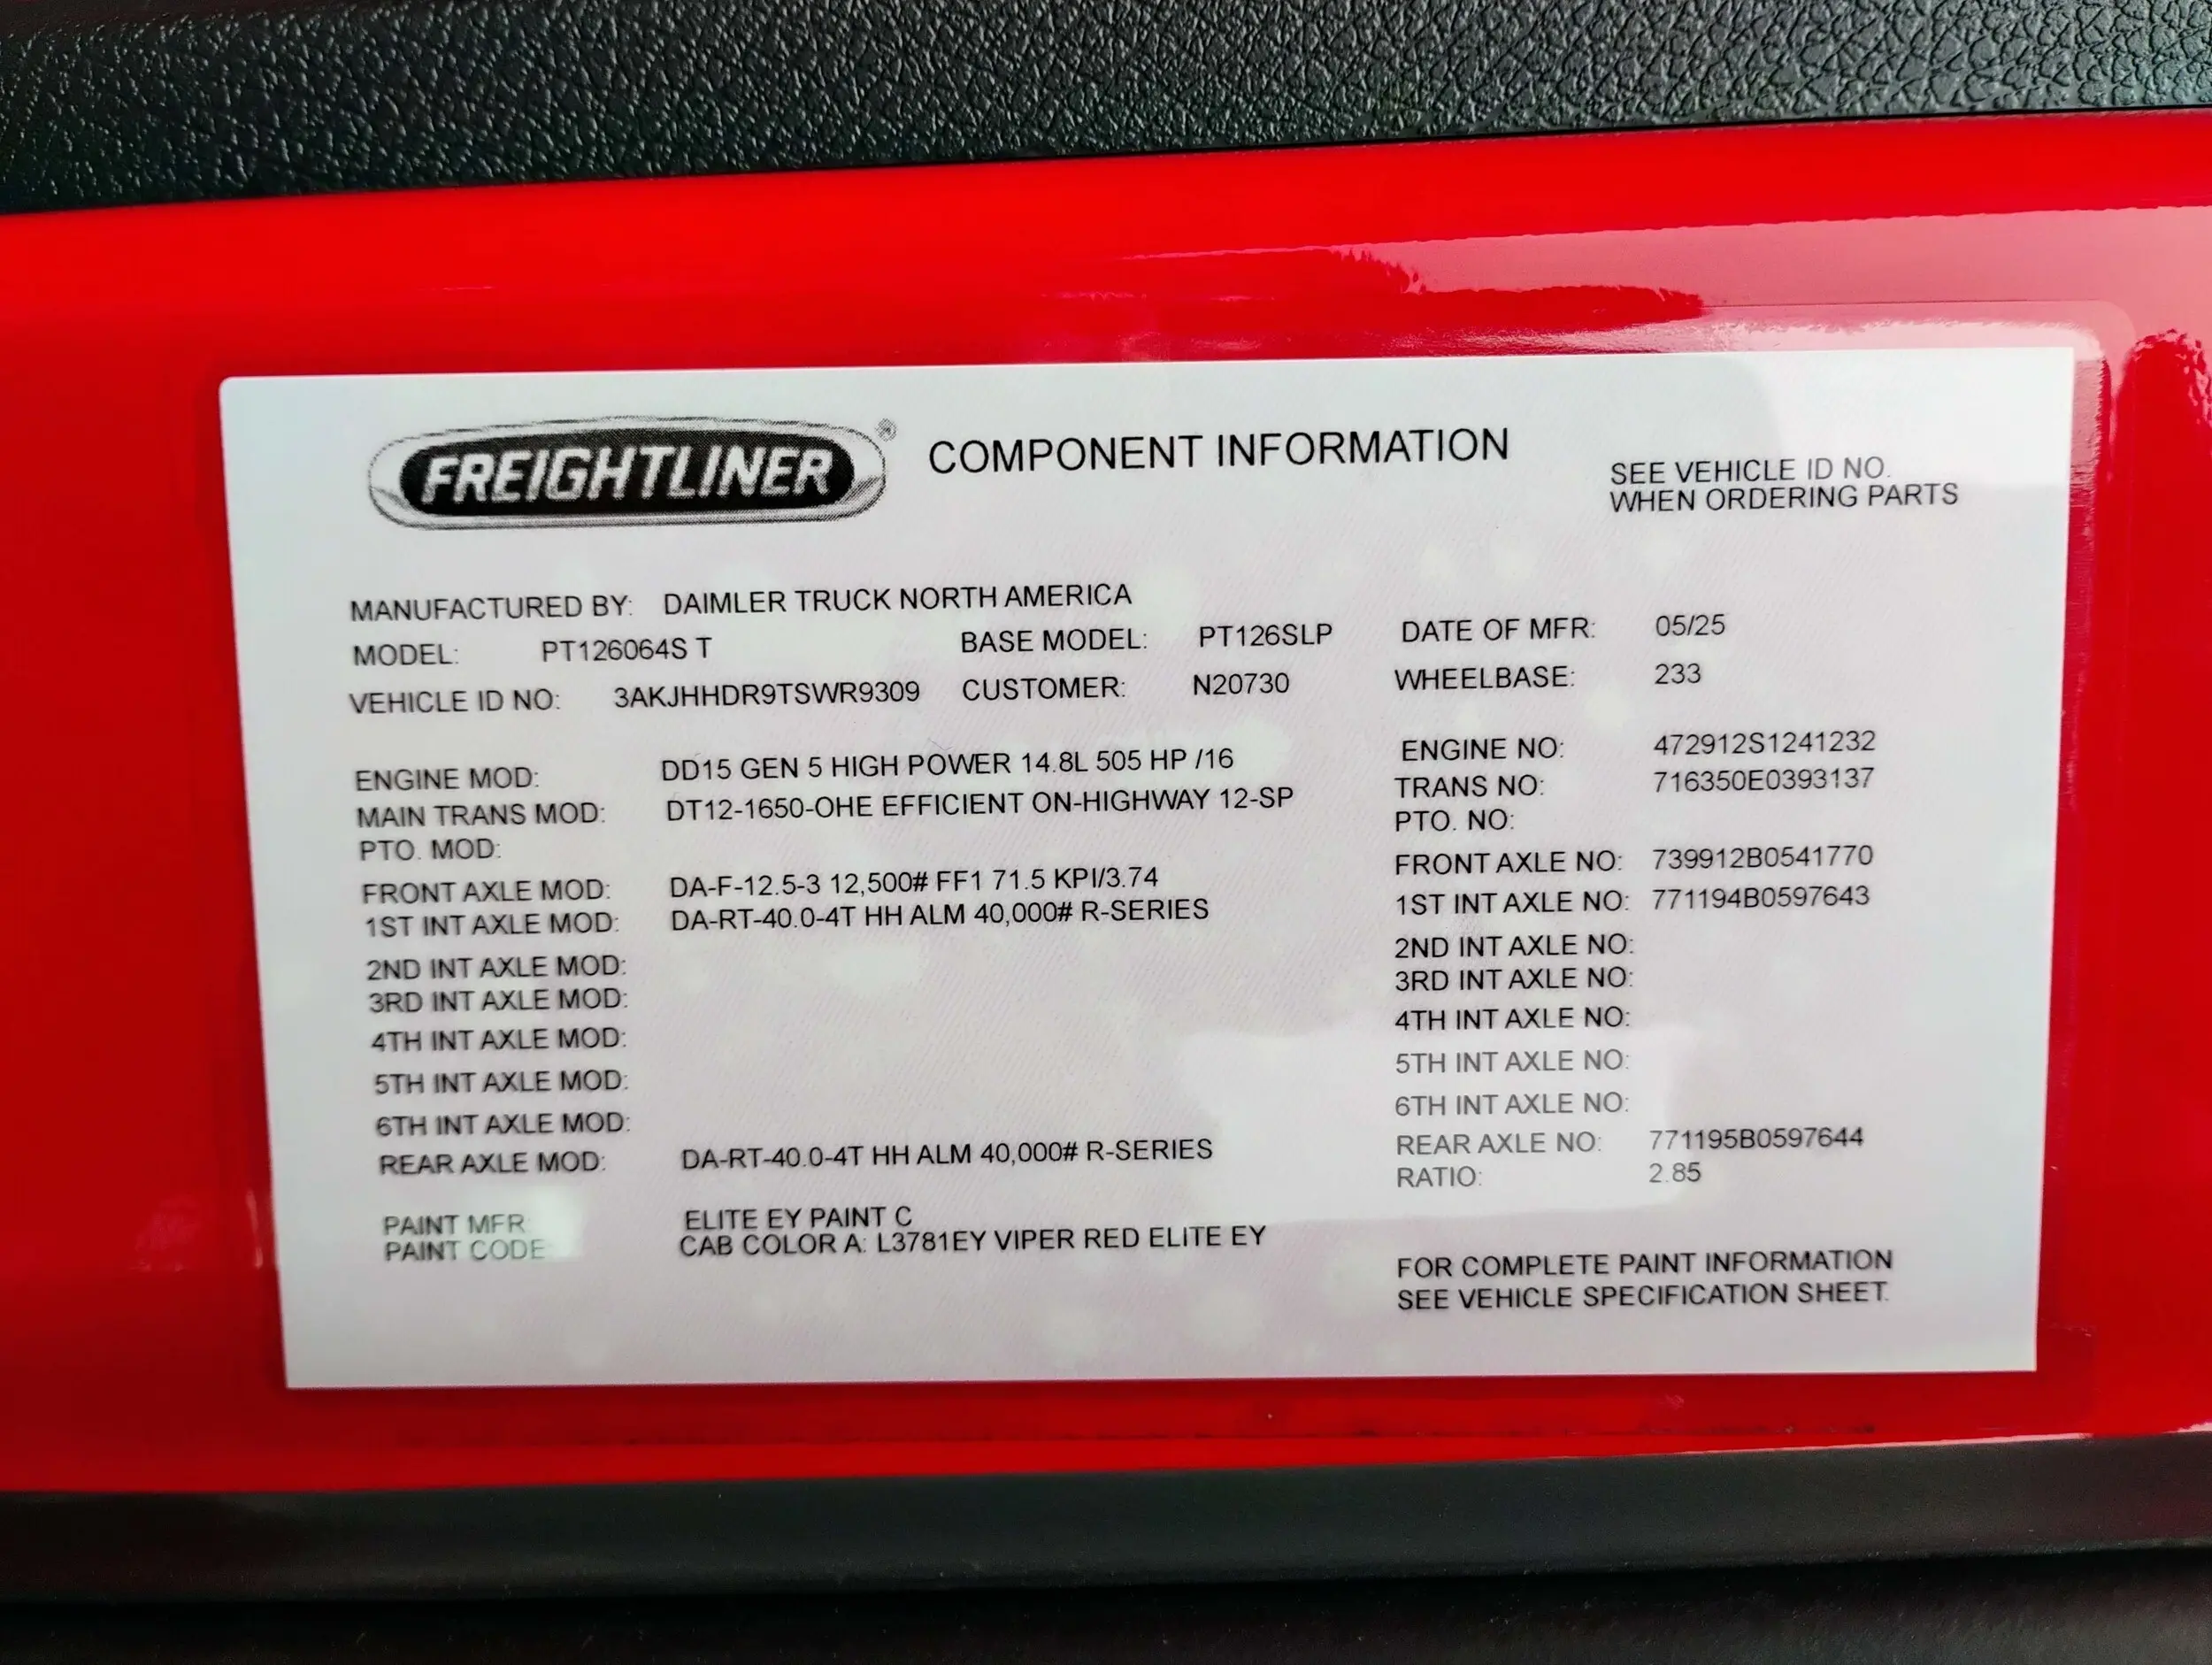 FREIGHTLINER ® COMPONENT INFORMATION
SEE VEHICLE ID NO.
WHEN ORDERING PARTS
MANUFACTURED BY: DAIMLER TRUCK NORTH AMERICA
MODEL: PT126064S T BASE MODEL: PT126SLP DATE OF MFR: 05/25
VEHICLE ID NO: 3AKJHHDR9TSWR9309 CUSTOMER: N20730 WHEELBASE: 233
ENGINE MOD: DD15 GEN 5 HIGH POWER 14.8L 505 HP /16 ENGINE NO: 472912S1241232
MAIN TRANS MOD: DT12-1650-OHE EFFICIENT ON-HIGHWAY 12-SP TRANS NO: 716350E0393137
PTO. MOD: PTO. NO:
FRONT AXLE MOD: DA-F-12.5-3 12,500# FF1 71.5 KPI/3.74 FRONT AXLE NO: 739912B0541770
1ST INT AXLE MOD: DA-RT-40.0-4T HH ALM 40,000# R-SERIES 1ST INT AXLE NO: 771194B0597643
2ND INT AXLE MOD: 2ND INT AXLE NO:
3RD INT AXLE MOD: 3RD INT AXLE NO:
4TH INT AXLE MOD: 4TH INT AXLE NO:
5TH INT AXLE MOD: 5TH INT AXLE NO:
6TH INT AXLE MOD: 6TH INT AXLE NO:
REAR AXLE MOD: DA-RT-40.0-4T HH ALM 40,000# R-SERIES REAR AXLE NO: 771195B0597644
RATIO: 2.85
PAINT MFR ELITE EY PAINT C
PAINT CODE CAB COLOR A: L3781EY VIPER RED ELITE EY
FOR COMPLETE PAINT INFORMATION
SEE VEHICLE SPECIFICATION SHEET.